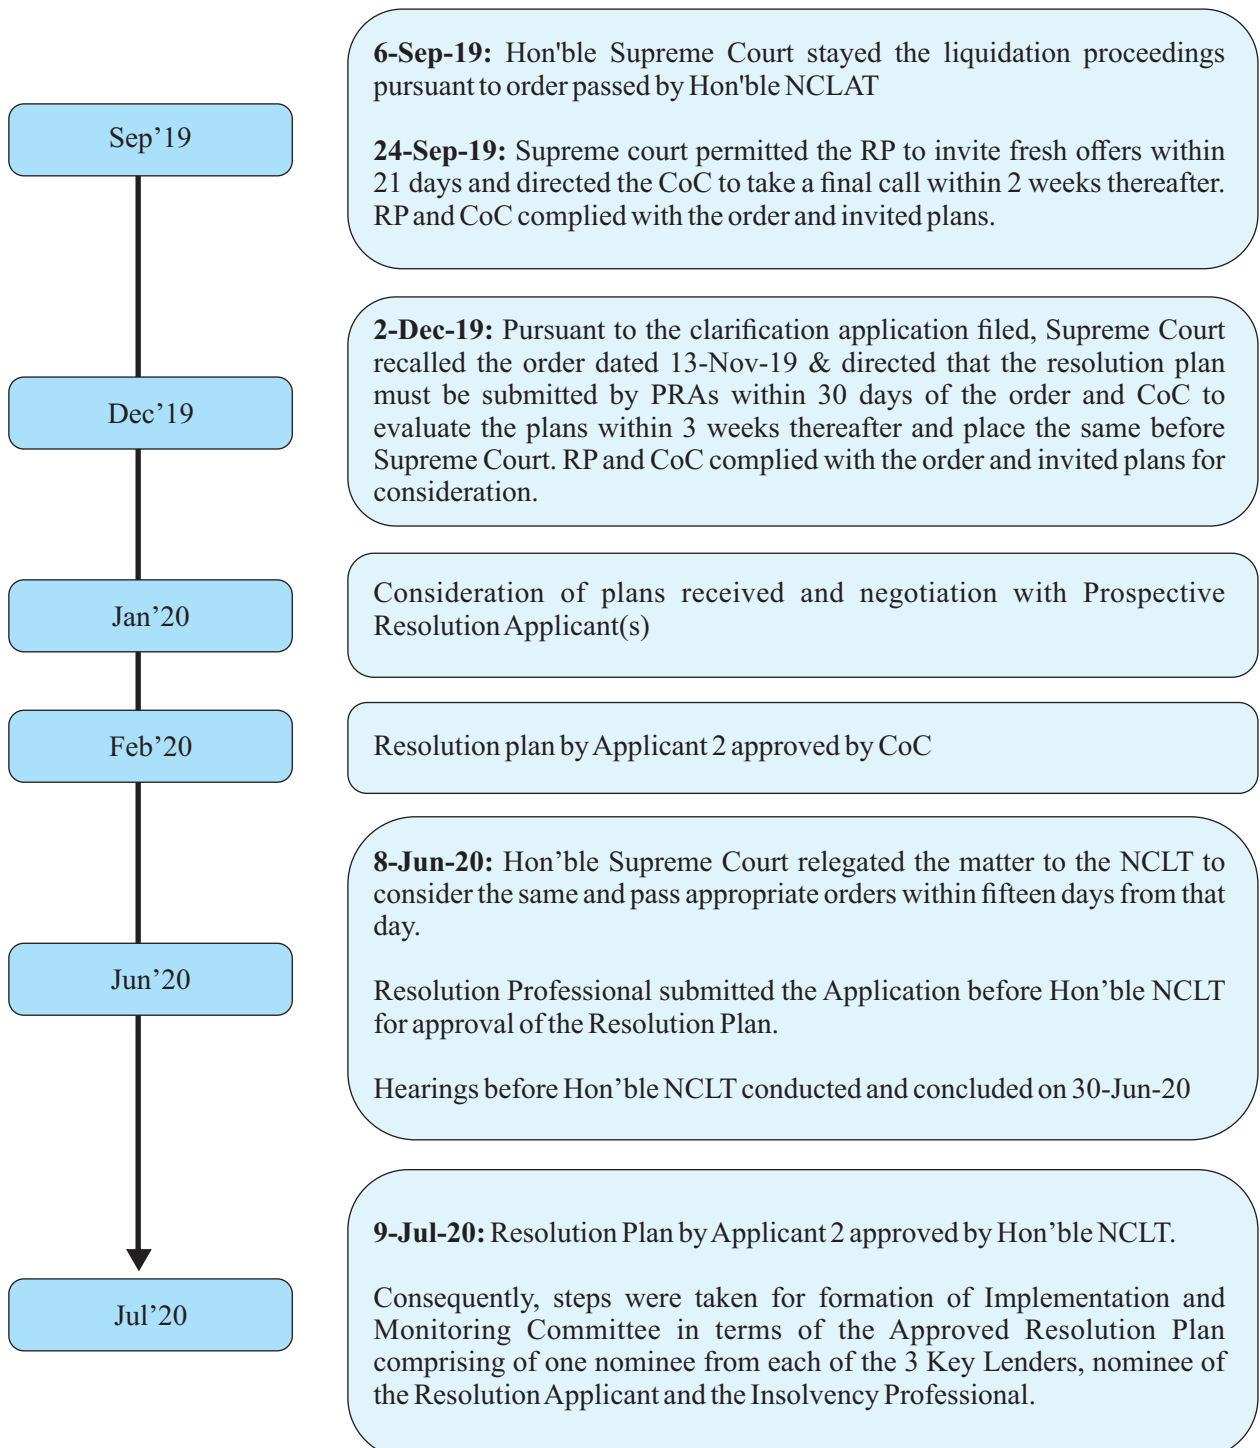 Sep’19
6-Sep-19: Hon'ble Supreme Court stayed the liquidation proceedings
pursuant to order passed by Hon'ble NCLAT
24-Sep-19: Supreme court permitted the RP to invite fresh offers within
21 days and directed the CoC to take a final call within 2 weeks thereafter.
RP and CoC complied with the order and invited plans.
Dec’19
2-Dec-19: Pursuant to the clarification application filed, Supreme Court
recalled the order dated 13-Nov-19 & directed that the resolution plan
must be submitted by PRAs within 30 days of the order and CoC to
evaluate the plans within 3 weeks thereafter and place the same before
Supreme Court. RP and CoC complied with the order and invited plans for
consideration.
Jan’20
Consideration of plans received and negotiation with Prospective
Resolution Applicant(s)
Feb’20
Resolution plan by Applicant 2 approved by CoC
Jun’20
8-Jun-20: Hon’ble Supreme Court relegated the matter to the NCLT to
consider the same and pass appropriate orders within fifteen days from that
day.
Resolution Professional submitted the Application before Hon’ble NCLT
for approval of the Resolution Plan.
Hearings before Hon’ble NCLT conducted and concluded on 30-Jun-20
Jul’20
9-Jul-20: Resolution Plan by Applicant 2 approved by Hon’ble NCLT.
Consequently, steps were taken for formation of Implementation and
Monitoring Committee in terms of the Approved Resolution Plan
comprising of one nominee from each of the 3 Key Lenders, nominee of
the Resolution Applicant and the Insolvency Professional.